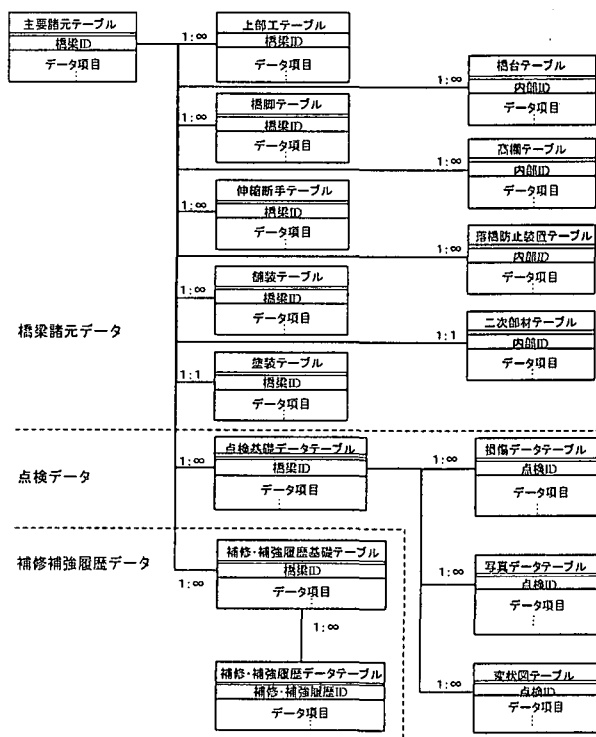 主要諸元テーブル
橋梁ID
データ項目
1:∞
上部工テーブル
橋梁ID
データ項目
1:∞
橋台テーブル
内部ID
データ項目
1:∞
橋脚テーブル
橋梁ID
データ項目
1:∞
高欄テーブル
内部ID
データ項目
1:∞
伸縮断手テーブル
橋梁ID
データ項目
1:∞
落橋防止装置テーブル
内部ID
データ項目
1:∞
舗装テーブル
橋梁ID
データ項目
1:1
二次部材テーブル
内部ID
データ項目
橋梁諸元データ
1:1
塗装テーブル
橋梁ID
データ項目
点検データ
1:∞
点検基礎データテーブル
橋梁ID
データ項目
1:∞
損傷データテーブル
点検ID
データ項目
1:∞
写真データテーブル
点検ID
データ項目
1:∞
変状図テーブル
点検ID
データ項目
補修補強履歴データ
1:∞
補修・補強履歴基礎テーブル
橋梁ID
データ項目
1:∞
補修・補強履歴データテーブル
補修・補強履歴ID
データ項目